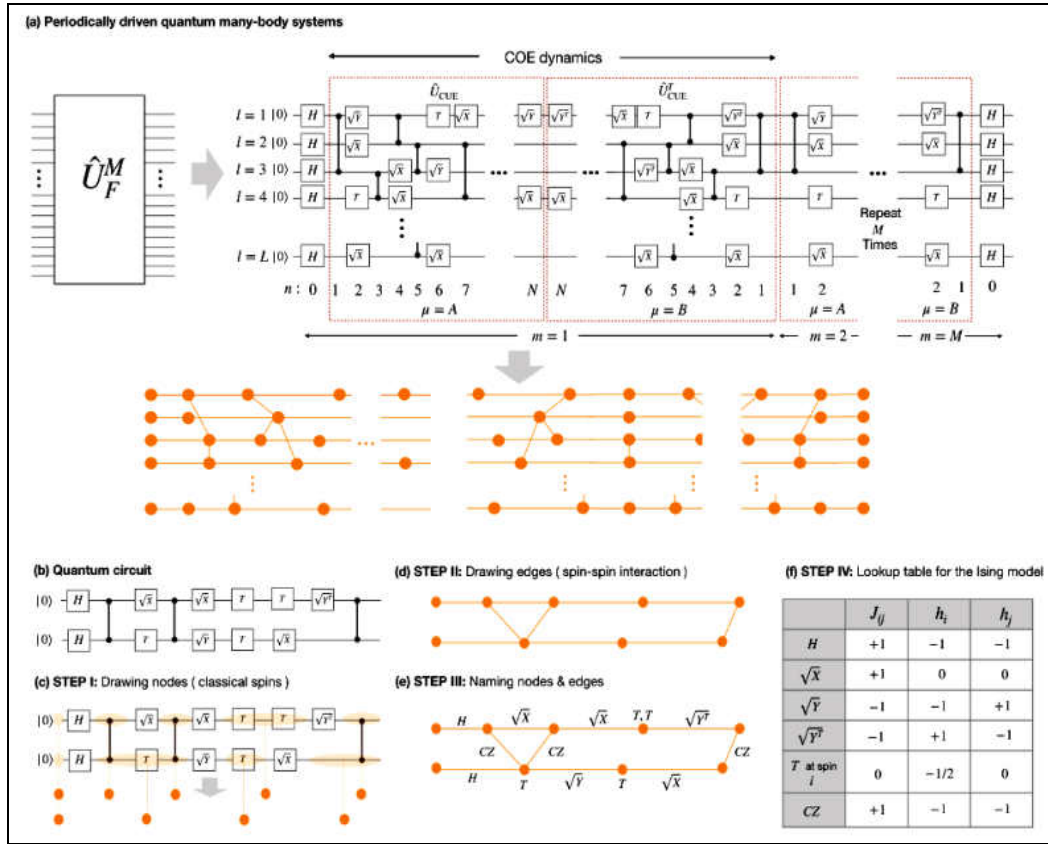 (a) Periodically driven quantum many-body systems
COE dynamics
Û_CUE Û^T_CUE
Û_F^M
l = 1 |0⟩ H √Y T √X √Y √Y^T √X T √Y^T √Y √Y^T H
l = 2 |0⟩ H √X √X √X √X H
l = 3 |0⟩ H √X √Y ••• ••• √Y^T √X ••• H
l = 4 |0⟩ H T √X √X √X √X T T T H
Repeat
M
Times
l = L |0⟩ H √X √X √X √X √X √X H
n : 0 1 2 3 4 5 6 7 N N 7 6 5 4 3 2 1 1 2 2 1 0
μ = A μ = B μ = A μ = B
m = 1 m = 2 m = M
(b) Quantum circuit
|0⟩ H √X √X T T √Y^T
|0⟩ H T √Y T √X
(c) STEP I: Drawing nodes ( classical spins )
|0⟩ H √X √X T T √Y^T
|0⟩ H T √Y T √X
(d) STEP II: Drawing edges ( spin-spin interaction )
(e) STEP III: Naming nodes & edges
H √X √X T, T √Y^T
CZ CZ CZ
H T √Y T √X
(f) STEP IV: Lookup table for the Ising model
J_ij h_i h_j
H +1 −1 −1
√X +1 0 0
√Y −1 −1 +1
√Y^T −1 +1 −1
T at spin i 0 −1/2 0
CZ +1 −1 −1